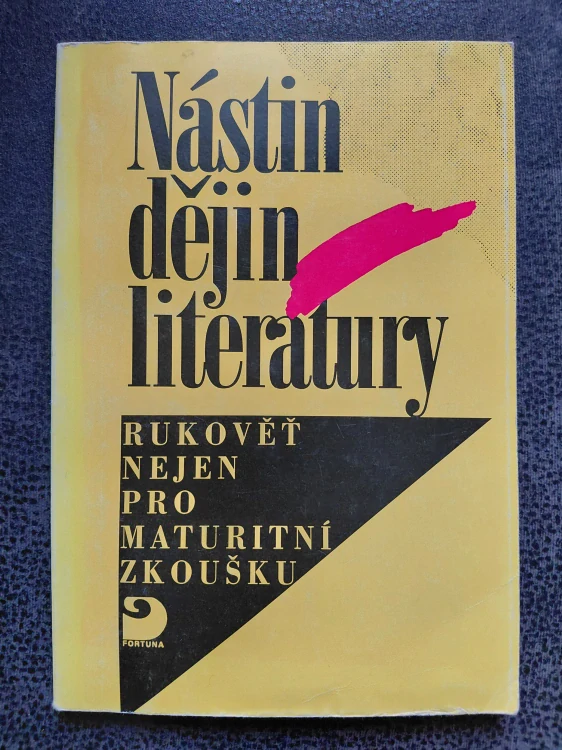 Nástin
dějin
literatury
RUKOVĚŤ
NEJEN
PRO
MATURITNÍ
ZKOUŠKU
FORTUNA